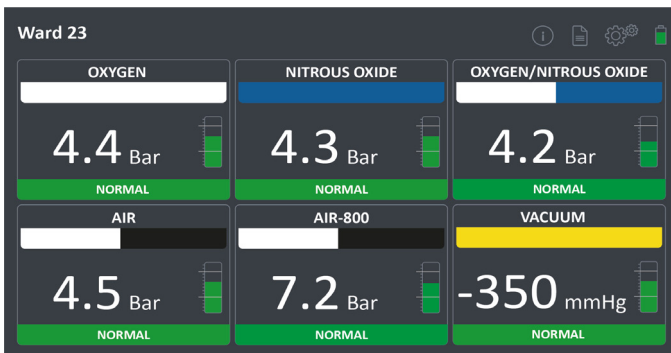 Ward 23
OXYGEN
4.4 Bar
NORMAL
NITROUS OXIDE
4.3 Bar
NORMAL
OXYGEN/NITROUS OXIDE
4.2 Bar
NORMAL
AIR
4.5 Bar
NORMAL
AIR-800
7.2 Bar
NORMAL
VACUUM
-350 mmHg
NORMAL